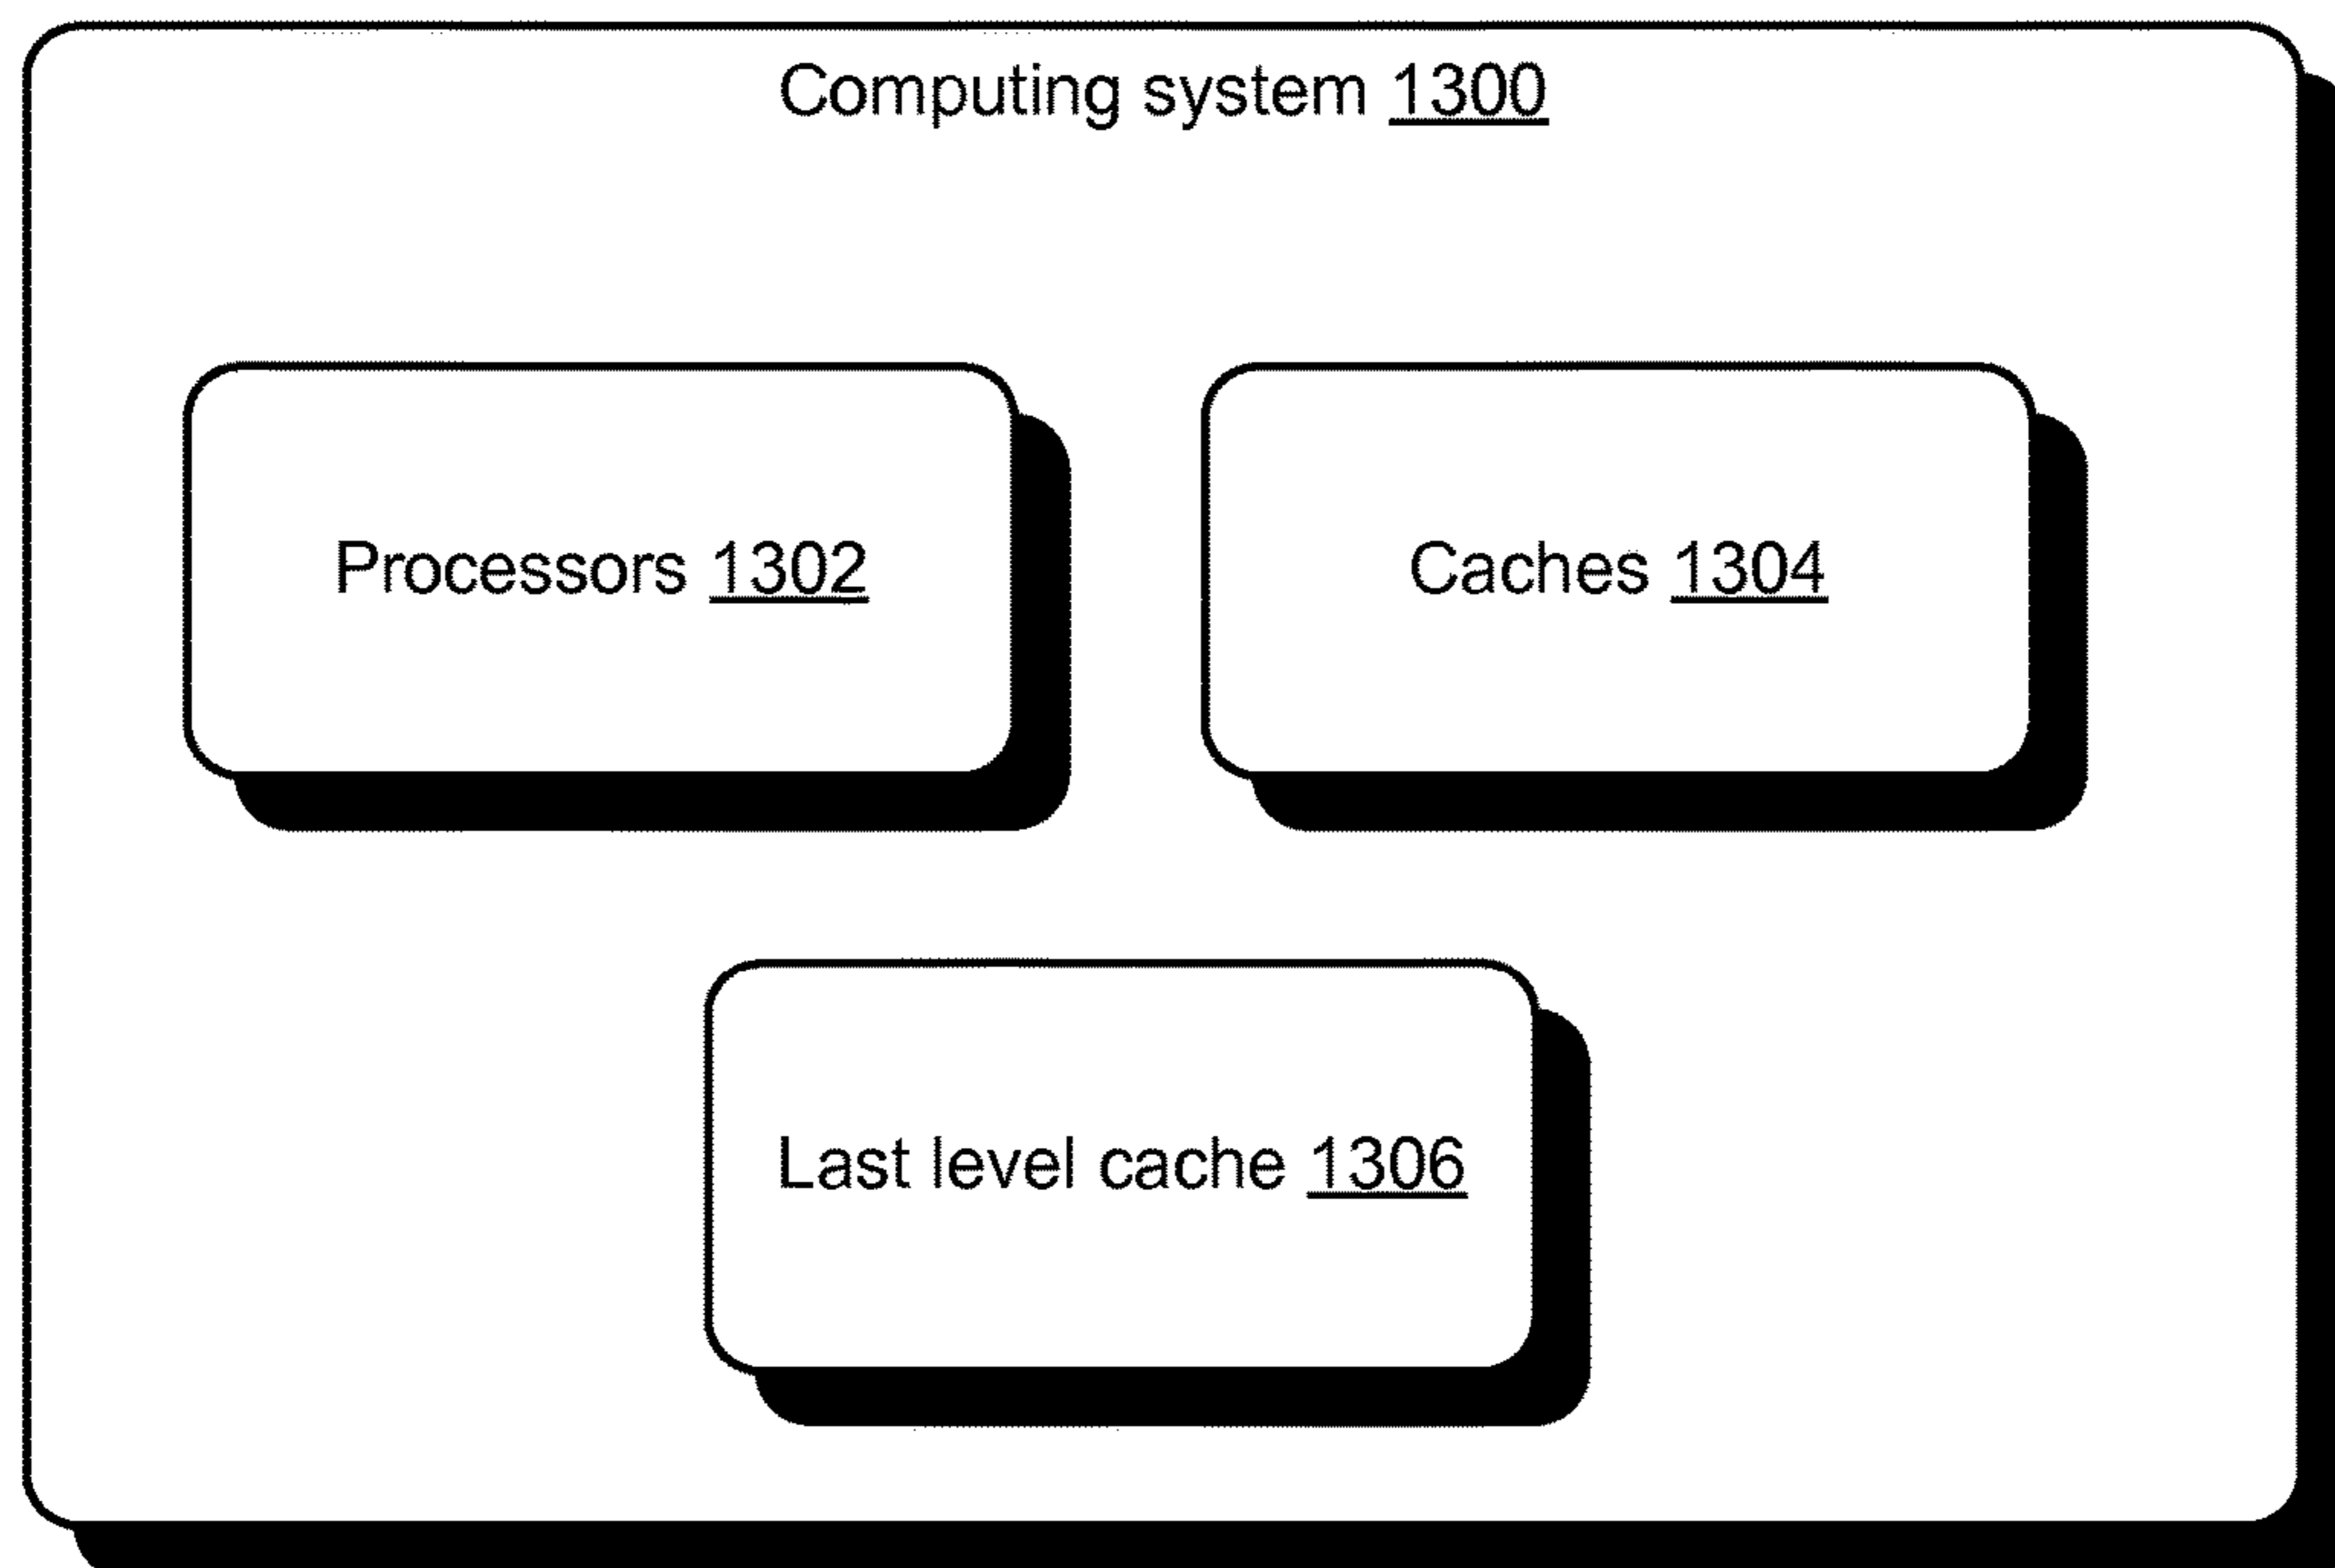 Computing system 1300
Processors 1302
Caches 1304
Last level cache 1306